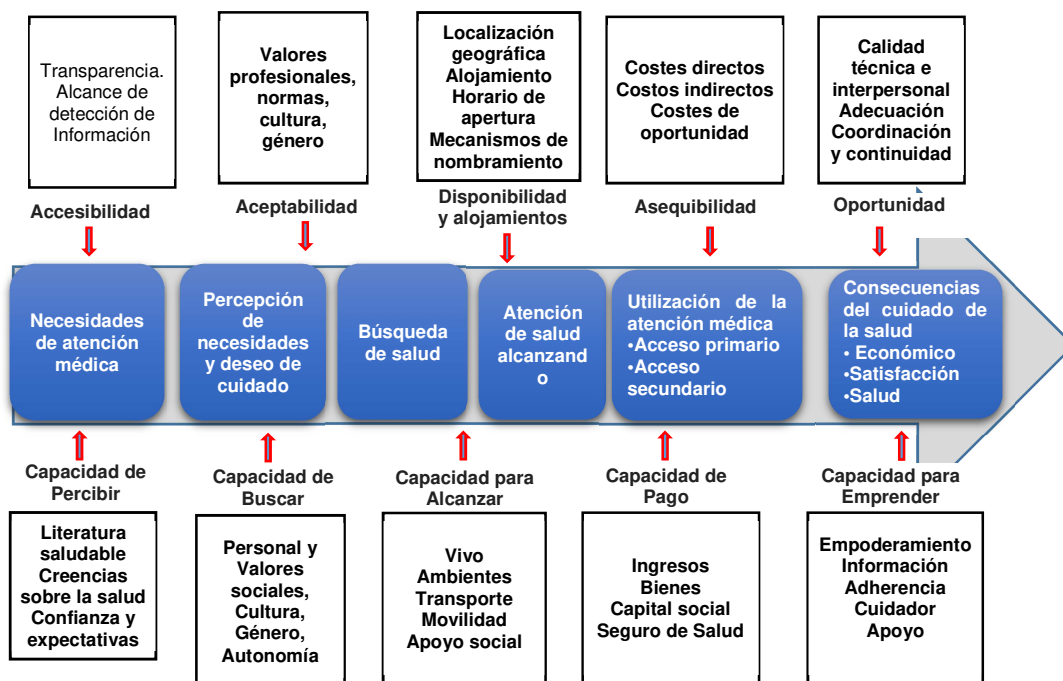 Transparencia.
Alcance de
detección de
Información
Valores
profesionales,
normas,
cultura,
género
Localización
geográfica
Alojamiento
Horario de
apertura
Mecanismos de
nombramiento
Costes directos
Costos indirectos
Costes de
oportunidad
Calidad
técnica e
interpersonal
Adecuación
Coordinación
y continuidad
Accesibilidad
Aceptabilidad
Disponibilidad
y alojamientos
Asequibilidad
Oportunidad
Necesidades
de atención
médica
Percepción
de
necesidades
y deseo de
cuidado
Búsqueda
de salud
Atención
de salud
alcanzand
o
Utilización de la
atención médica
•Acceso primario
•Acceso
secundario
Consecuencias
del cuidado de
la salud
• Económico
•Satisfacción
•Salud
Capacidad de
Percibir
Capacidad de
Buscar
Capacidad para
Alcanzar
Capacidad de
Pago
Capacidad para
Emprender
Literatura
saludable
Creencias
sobre la salud
Confianza y
expectativas
Personal y
Valores
sociales,
Cultura,
Género,
Autonomía
Vivo
Ambientes
Transporte
Movilidad
Apoyo social
Ingresos
Bienes
Capital social
Seguro de Salud
Empoderamiento
Información
Adherencia
Cuidador
Apoyo